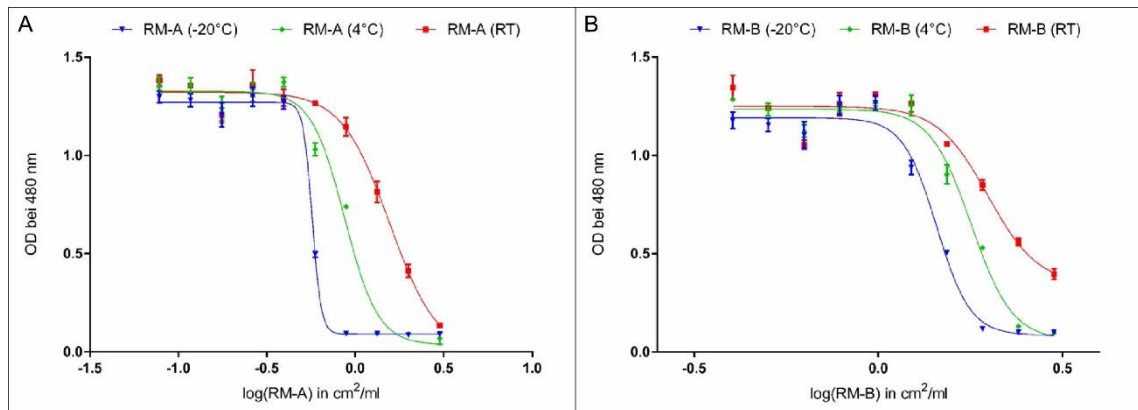 A
RM-A (-20°C) RM-A (4°C) RM-A (RT)
1.5
1.0
0.5
0.0
OD bei 480 nm
-1.5 -1.0 -0.5 0.0 0.5 1.0
log(RM-A) in cm²/ml
B
RM-B (-20°C) RM-B (4°C) RM-B (RT)
1.5
1.0
0.5
0.0
OD bei 480 nm
-0.5 0.0 0.5
log(RM-B) in cm²/ml